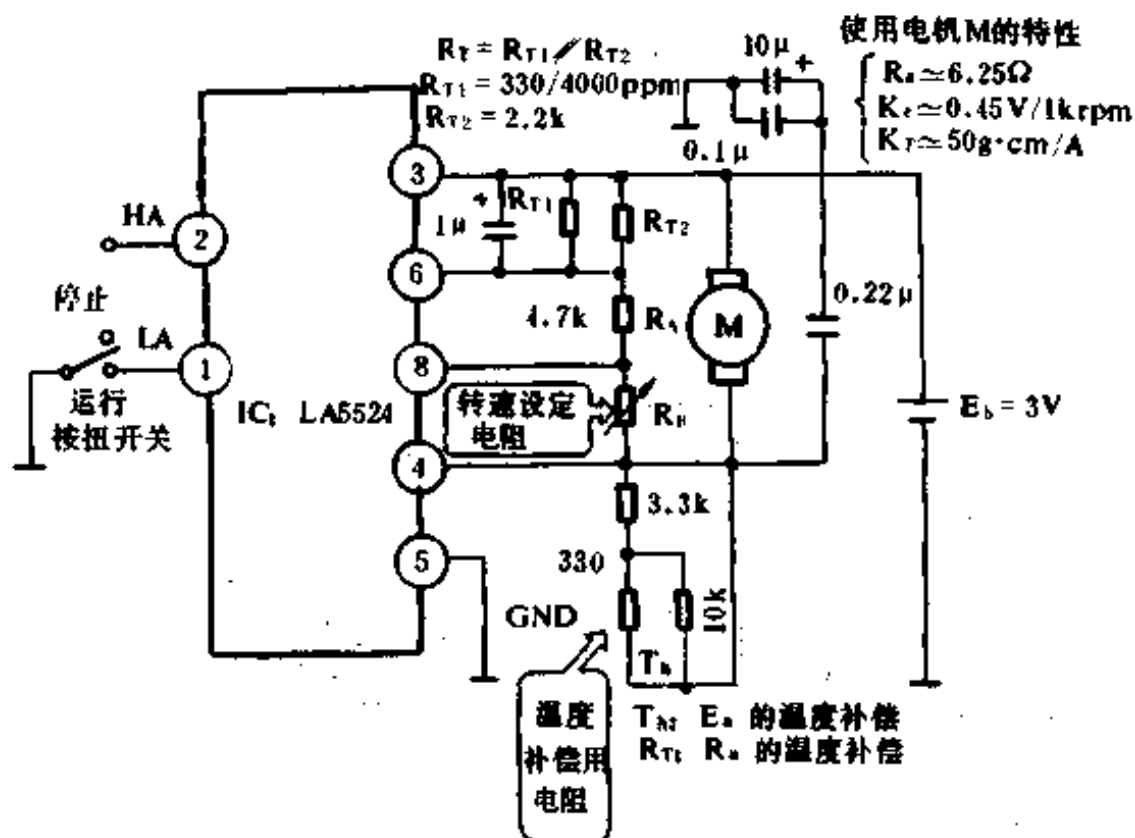 R_T = R_T1 // R_T2
R_T1 = 330/4000ppm
R_T2 = 2.2k
10μ
+
使用电机M的特性
R_a≃6.25Ω
K_e≃0.45V/1krpm
K_T≃50g·cm/A
0.1μ
3
HA
2
+
R_T1
1μ
R_T2
6
停止
LA
1
4.7k
R_A
M
0.22μ
8
运行
按扭开关
IC_1 LA5524
转速设定
电阻
R_B
E_b = 3V
4
3.3k
5
330
10k
GND
T_h
温度
补偿用
电阻
T_h: E_a 的温度补偿
R_T: R_a 的温度补偿